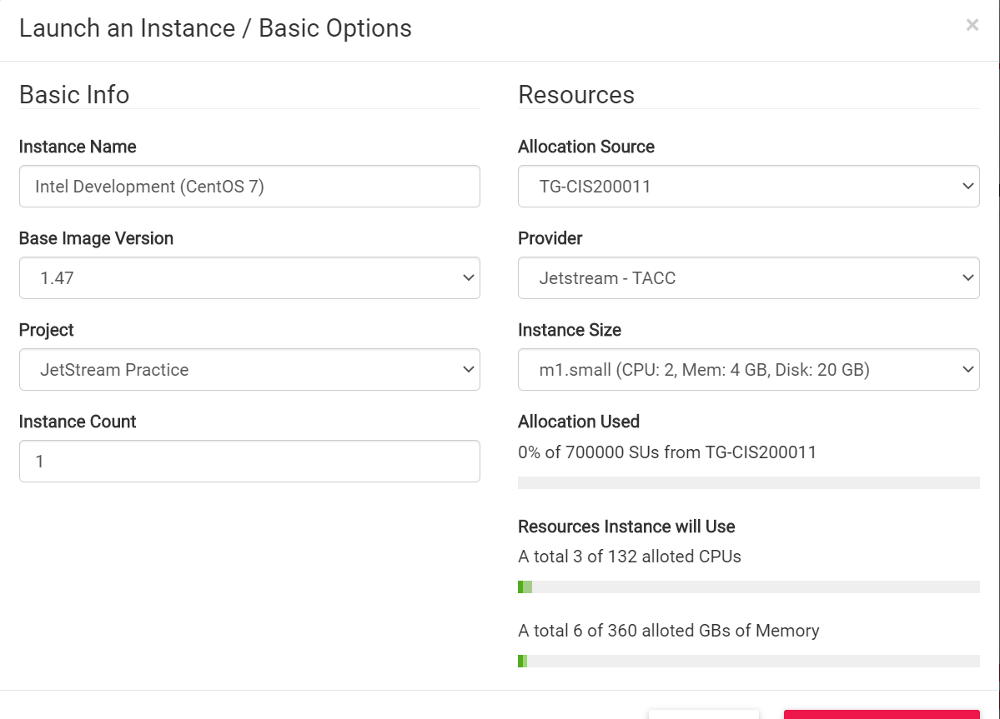 Launch an Instance / Basic Options
×
Basic Info
Instance Name
Intel Development (CentOS 7)
Base Image Version
1.47
Project
JetStream Practice
Instance Count
1
Resources
Allocation Source
TG-CIS200011
Provider
Jetstream - TACC
Instance Size
m1.small (CPU: 2, Mem: 4 GB, Disk: 20 GB)
Allocation Used
0% of 700000 SUs from TG-CIS200011
Resources Instance will Use
A total 3 of 132 alloted CPUs
A total 6 of 360 alloted GBs of Memory